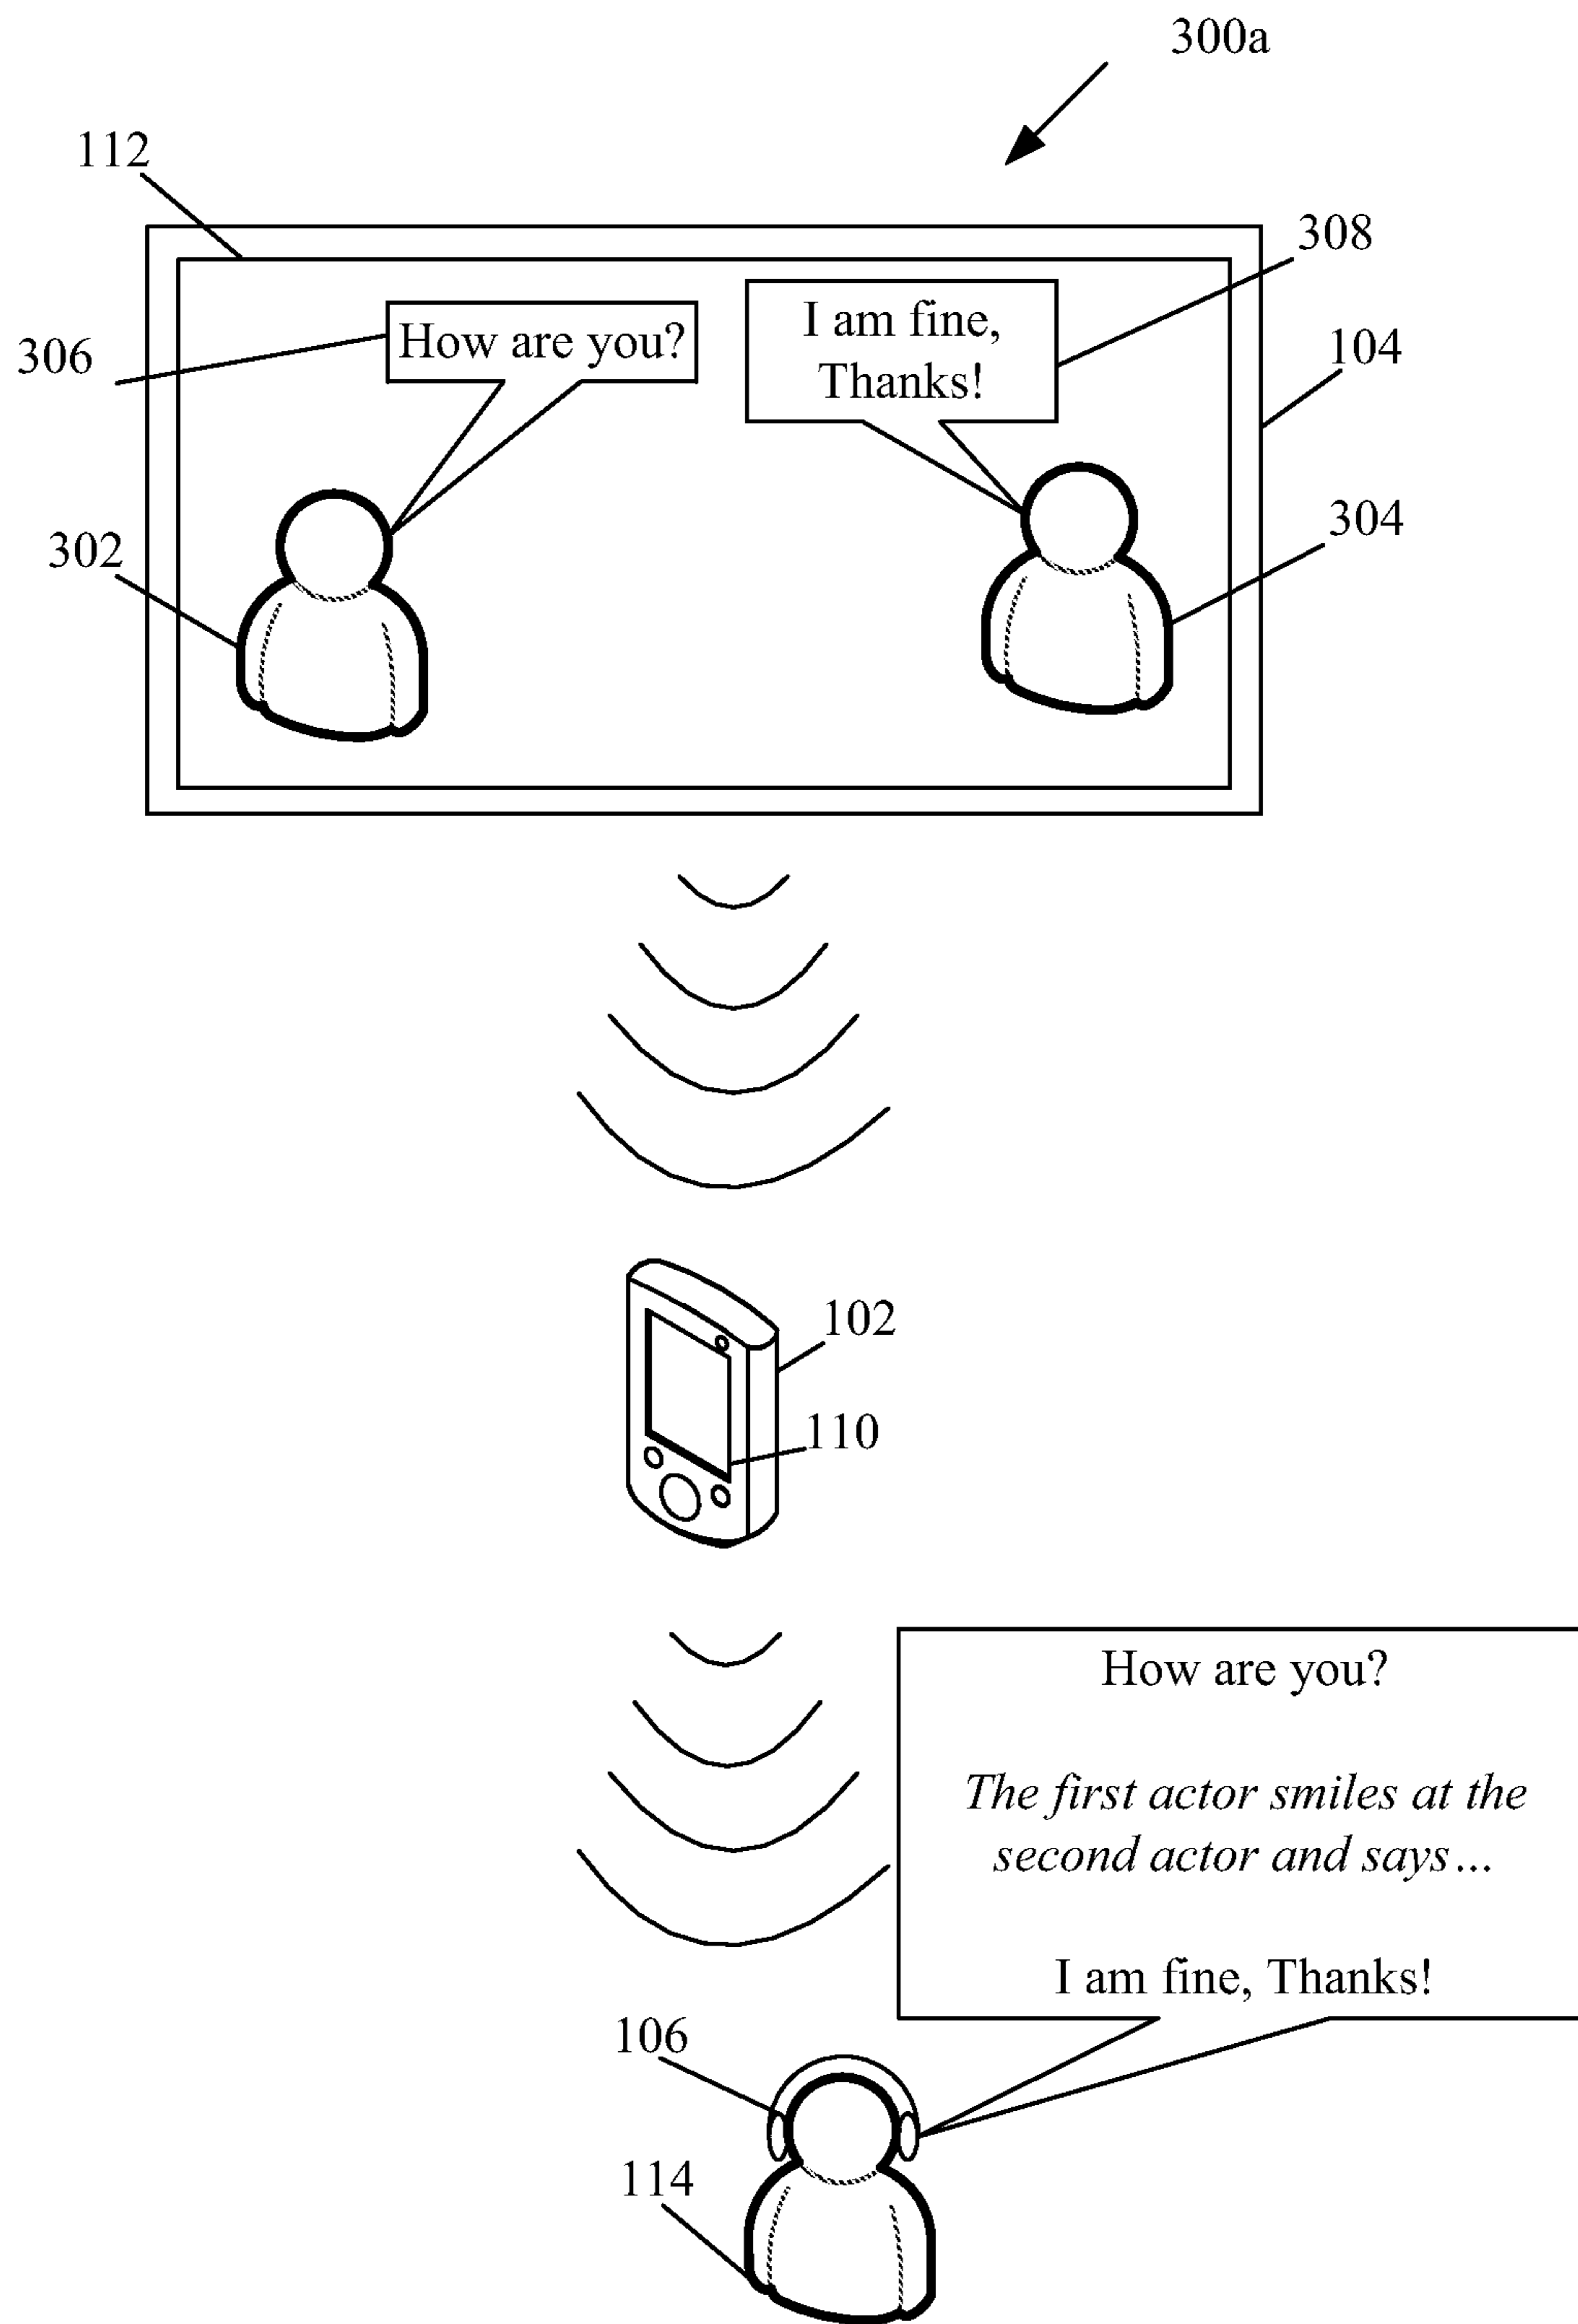 300a
112
308
How are you?
I am fine,
Thanks!
306
104
302
304
102
110
How are you?
The first actor smiles at the
second actor and says...
I am fine, Thanks!
106
114